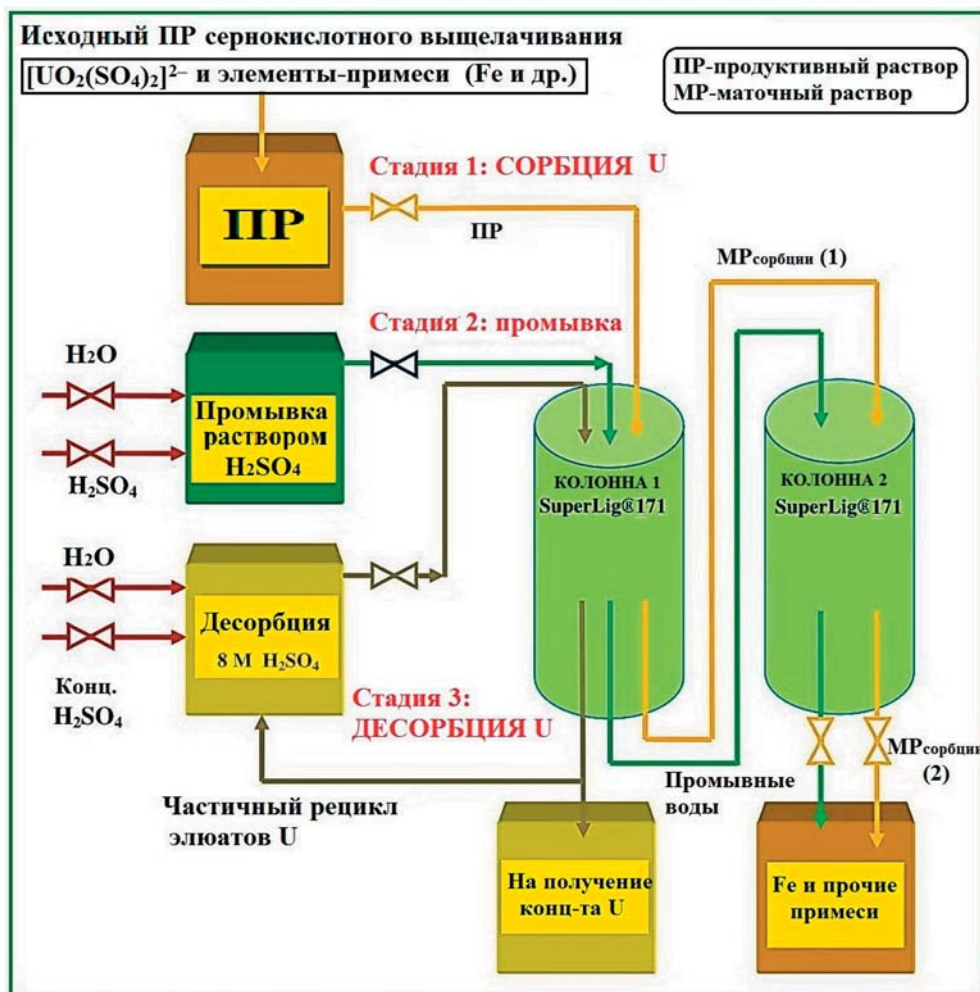 Исходный ПР сернокислотного выщелачивания
[UO₂(SO₄)₂]²⁻ и элементы-примеси (Fe и др.)
ПР-продуктивный раствор
МР-маточный раствор
Стадия 1: СОРБЦИЯ U
ПР
ПР
МРсорбции (1)
Стадия 2: промывка
H₂O
Промывка
раствором
H₂SO₄
H₂SO₄
КОЛОННА 1
SuperLig®171
КОЛОННА 2
SuperLig®171
H₂O
Десорбция
8 М H₂SO₄
Конц.
H₂SO₄
Стадия 3:
ДЕСОРБЦИЯ U
МРсорбции
(2)
Промывные
воды
Частичный рецикл
элюатов U
На получение
конц-та U
Fe и прочие
примеси